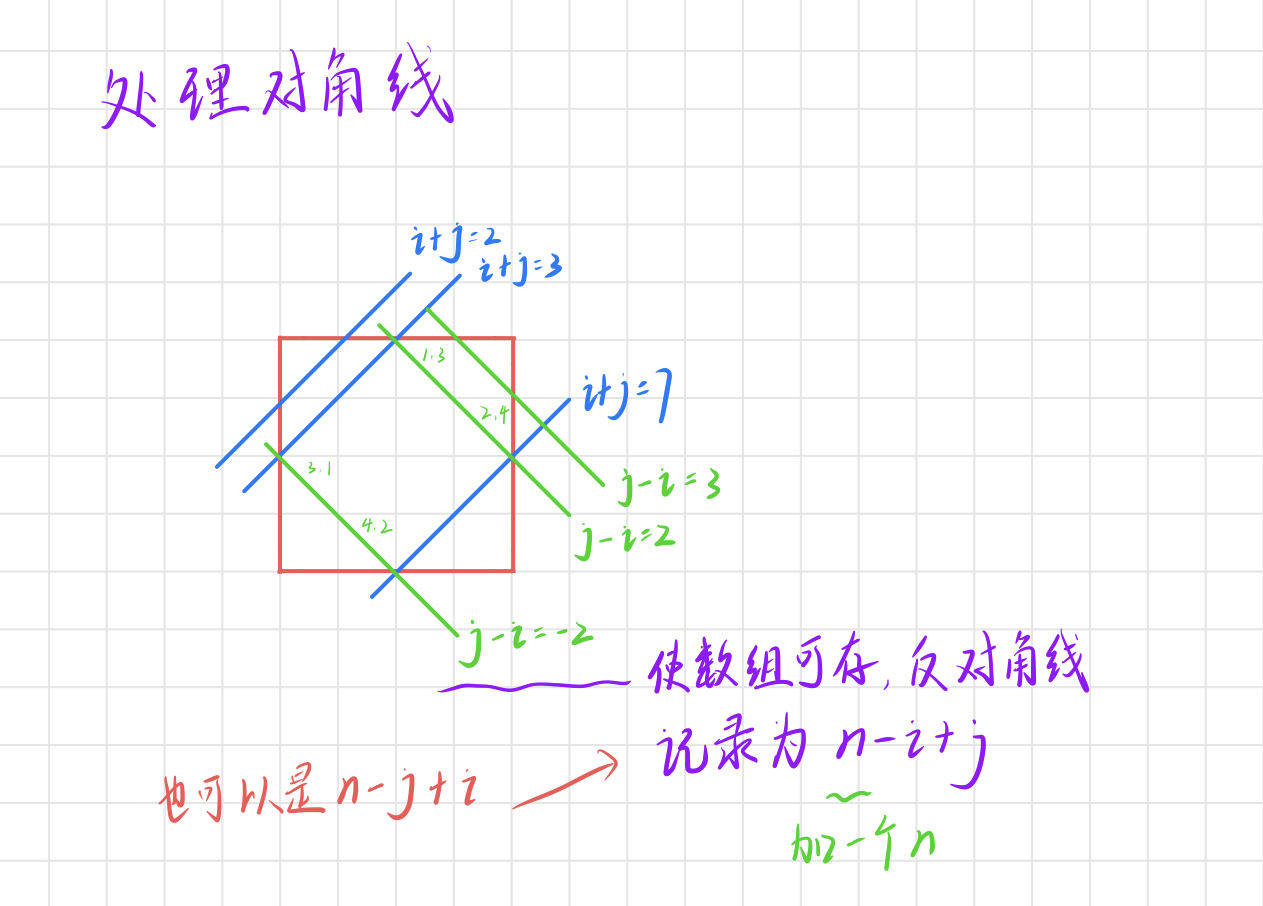 处理对角线
i+j=2
i+j=3
1.3
i+j=7
2,4
3.1
j-i=3
4.2
j-i=2
j-i=-2
使数组可存,反对角线
记录为 n-i+j
也可以是n-j+i
加一个n